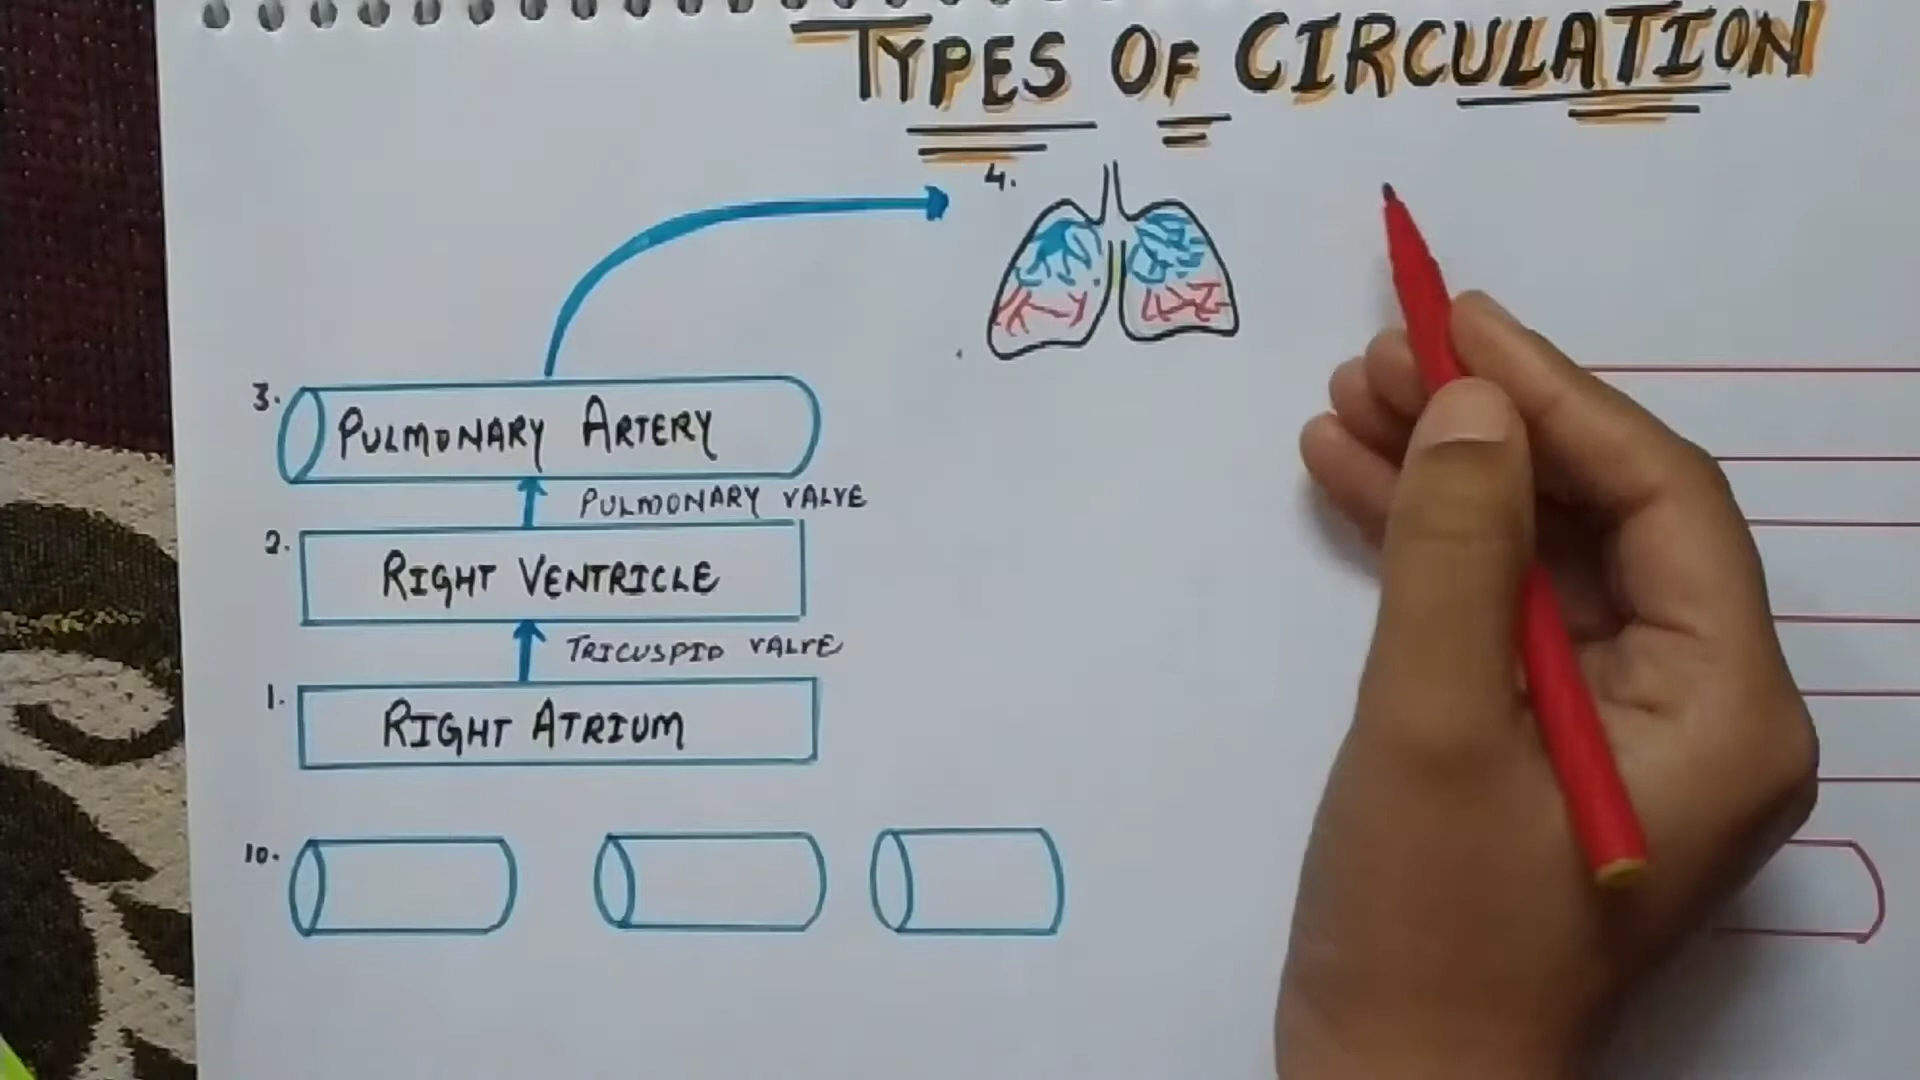 TYPES OF CIRCULATION
4.
3.
PULMONARY ARTERY
PULMONARY VALVE
2.
RIGHT VENTRICLE
TRICUSPID VALVE
1.
RIGHT ATRIUM
10.